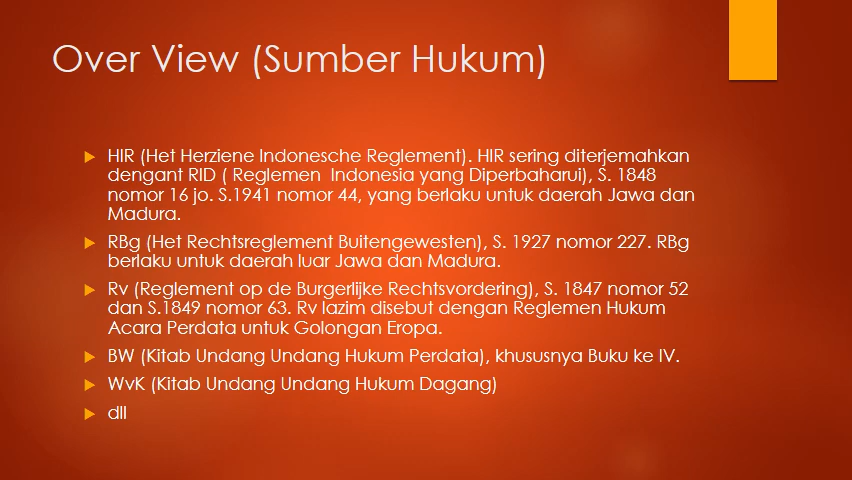 Over View (Sumber Hukum)
HIR (Het Herziene Indonesche Reglement). HIR sering diterjemahkan
dengant RID ( Reglemen  Indonesia yang Diperbaharui), S. 1848
nomor 16 jo. S.1941 nomor 44, yang berlaku untuk daerah Jawa dan
Madura.
RBg (Het Rechtsreglement Buitengewesten), S. 1927 nomor 227. RBg
berlaku untuk daerah luar Jawa dan Madura.
Rv (Reglement op de Burgerlijke Rechtsvordering), S. 1847 nomor 52
dan S.1849 nomor 63. Rv lazim disebut dengan Reglemen Hukum
Acara Perdata untuk Golongan Eropa.
BW (Kitab Undang Undang Hukum Perdata), khususnya Buku ke IV.
WvK (Kitab Undang Undang Hukum Dagang)
dll